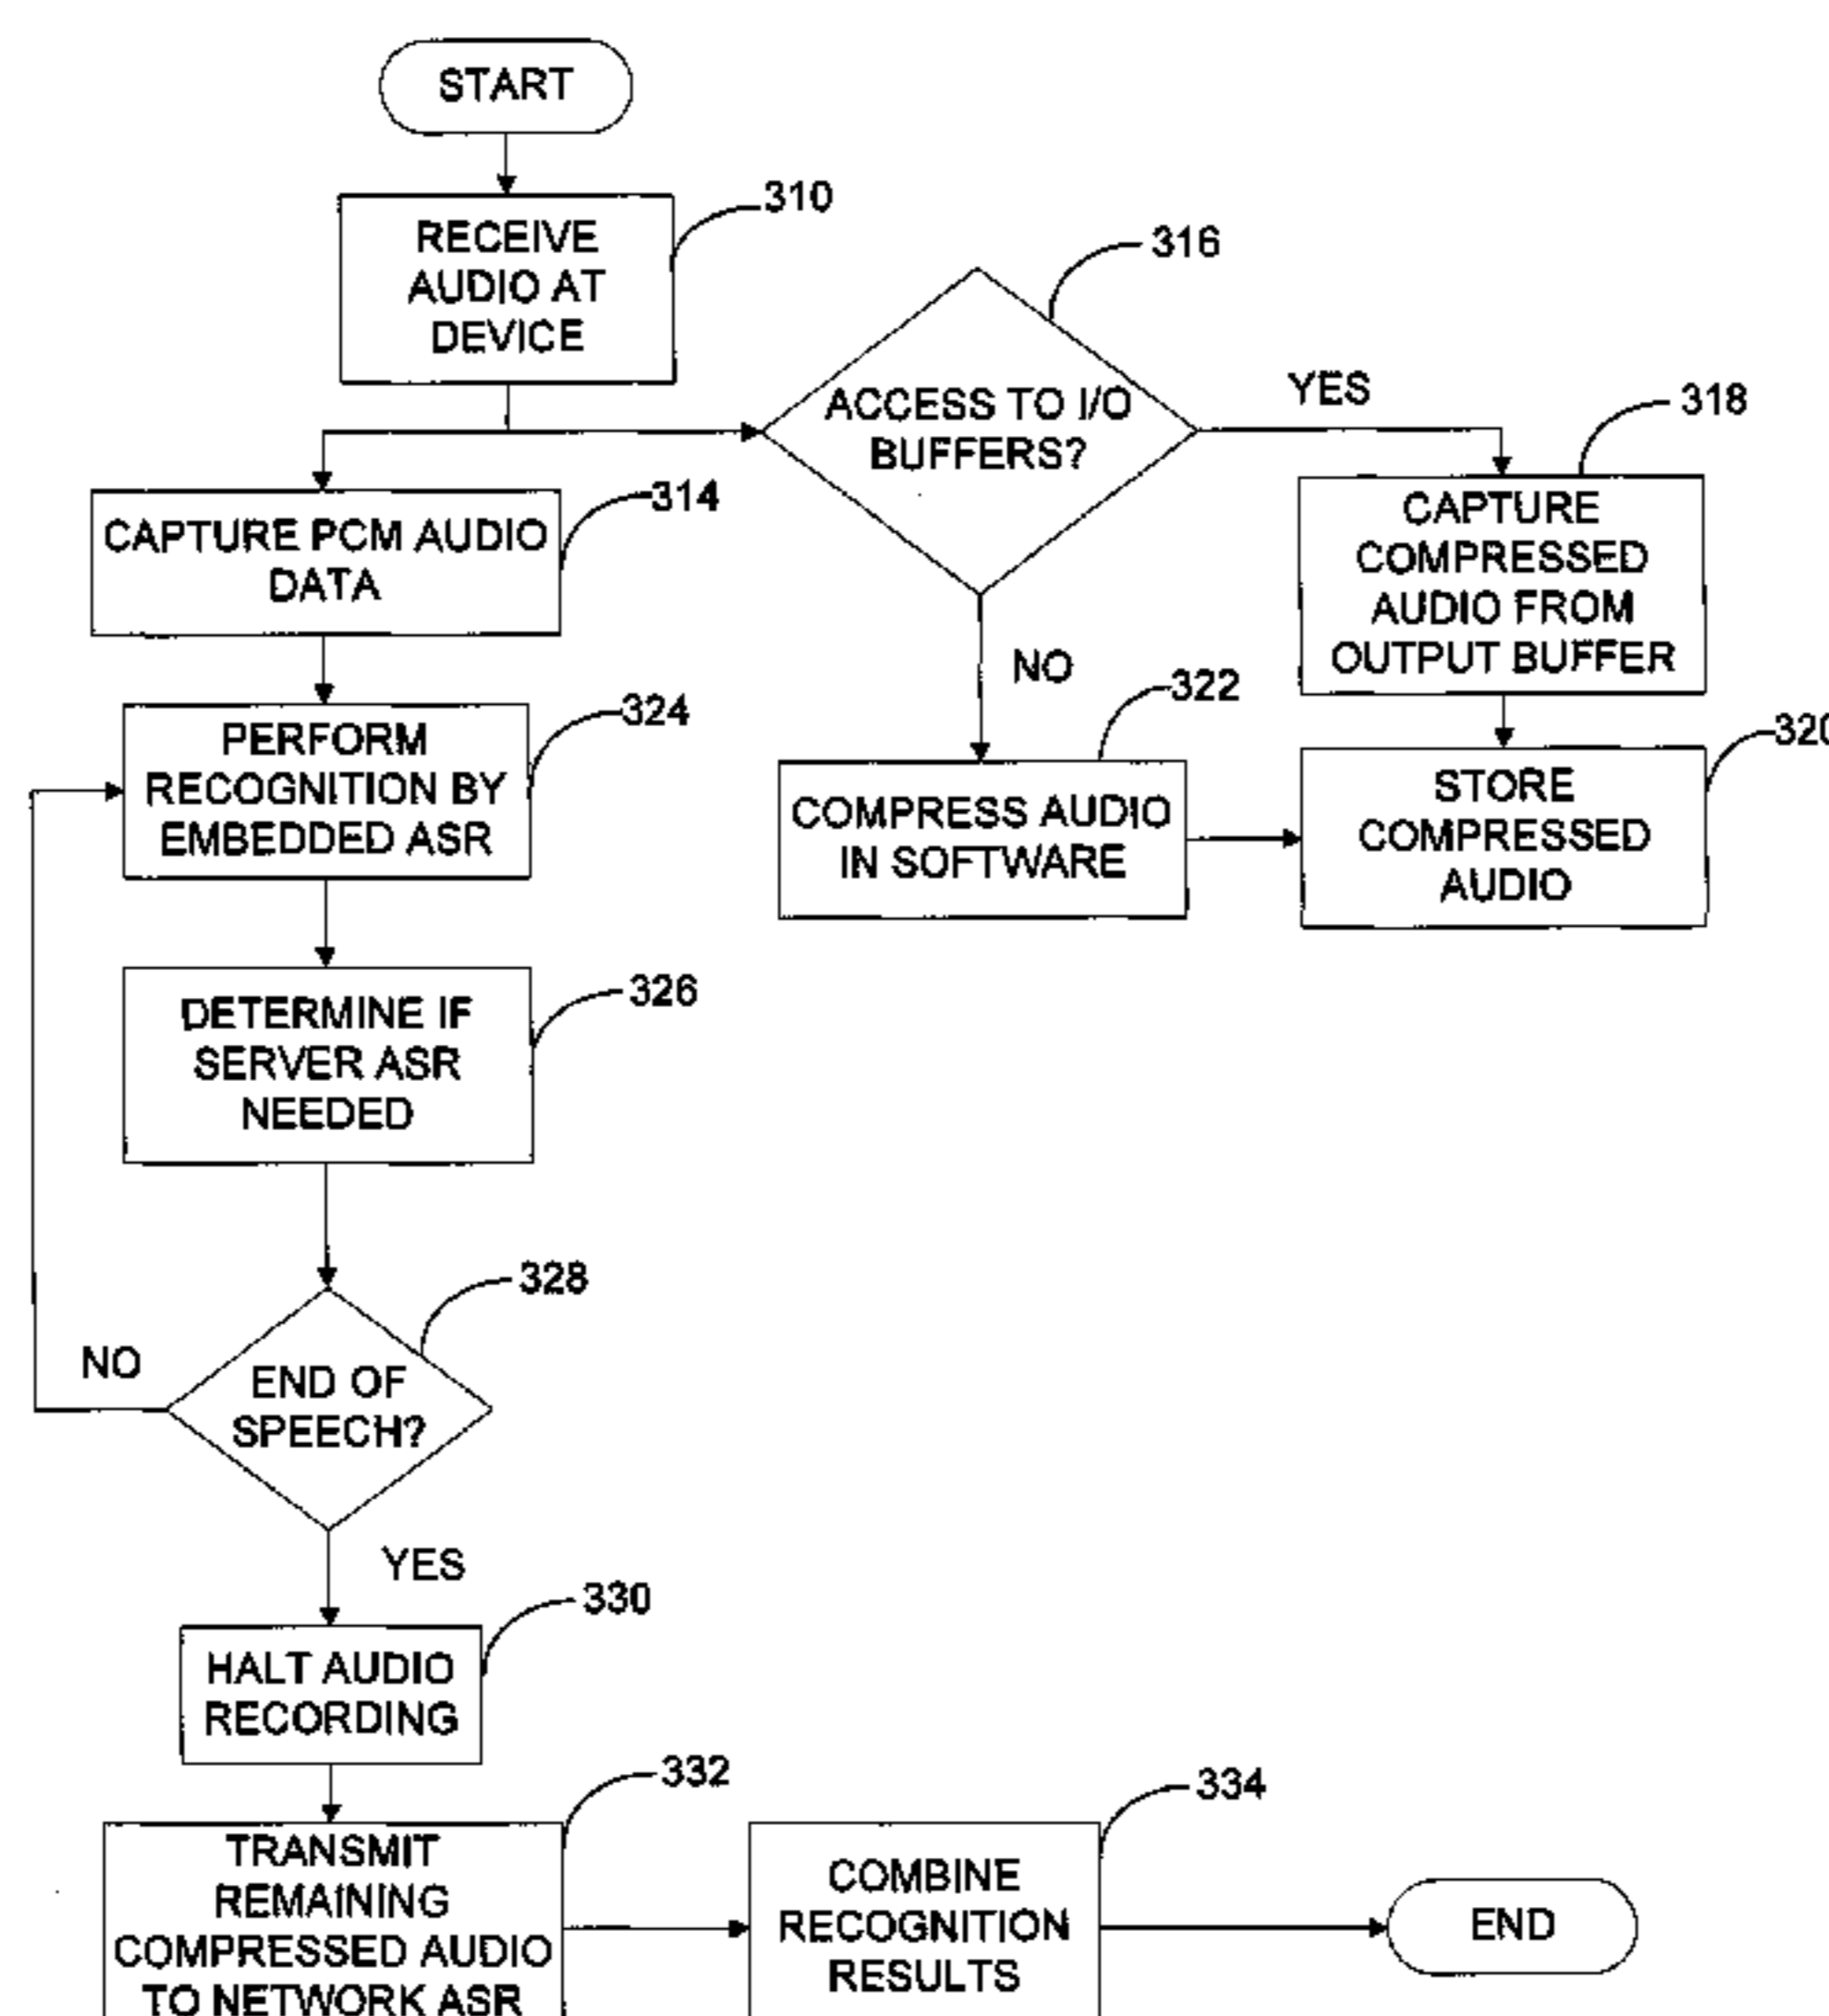 START
310
RECEIVE
AUDIO AT
DEVICE
316
ACCESS TO I/O
BUFFERS?
YES
318
CAPTURE
COMPRESSED
AUDIO FROM
OUTPUT BUFFER
314
CAPTURE PCM AUDIO
DATA
NO
322
COMPRESS AUDIO
IN SOFTWARE
320
STORE
COMPRESSED
AUDIO
324
PERFORM
RECOGNITION BY
EMBEDDED ASR
326
DETERMINE IF
SERVER ASR
NEEDED
328
NO
END OF
SPEECH?
YES
330
HALT AUDIO
RECORDING
332
TRANSMIT
REMAINING
COMPRESSED AUDIO
TO NETWORK ASR
334
COMBINE
RECOGNITION
RESULTS
END